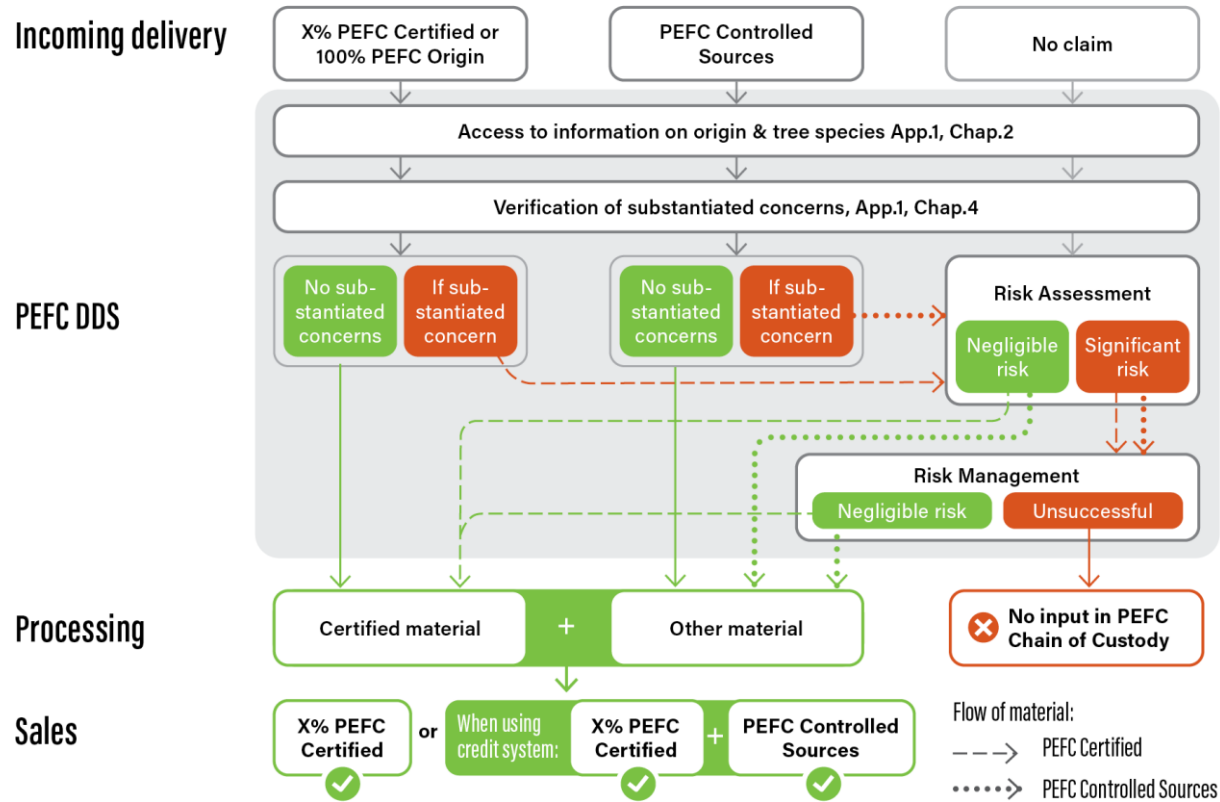 Incoming delivery
X% PEFC Certified or
100% PEFC Origin
PEFC Controlled
Sources
No claim
Access to information on origin & tree species App.1, Chap.2
Verification of substantiated concerns, App.1, Chap.4
PEFC DDS
No sub-
stantiated
concerns
If sub-
stantiated
concern
No sub-
stantiated
concerns
If sub-
stantiated
concern
Risk Assessment
Negligible
risk
Significant
risk
Risk Management
Negligible risk
Unsuccessful
Processing
Certified material
+
Other material
No input in PEFC
Chain of Custody
Sales
X% PEFC
Certified
or
When using
credit system:
X% PEFC
Certified
+
PEFC Controlled
Sources
Flow of material:
PEFC Certified
PEFC Controlled Sources